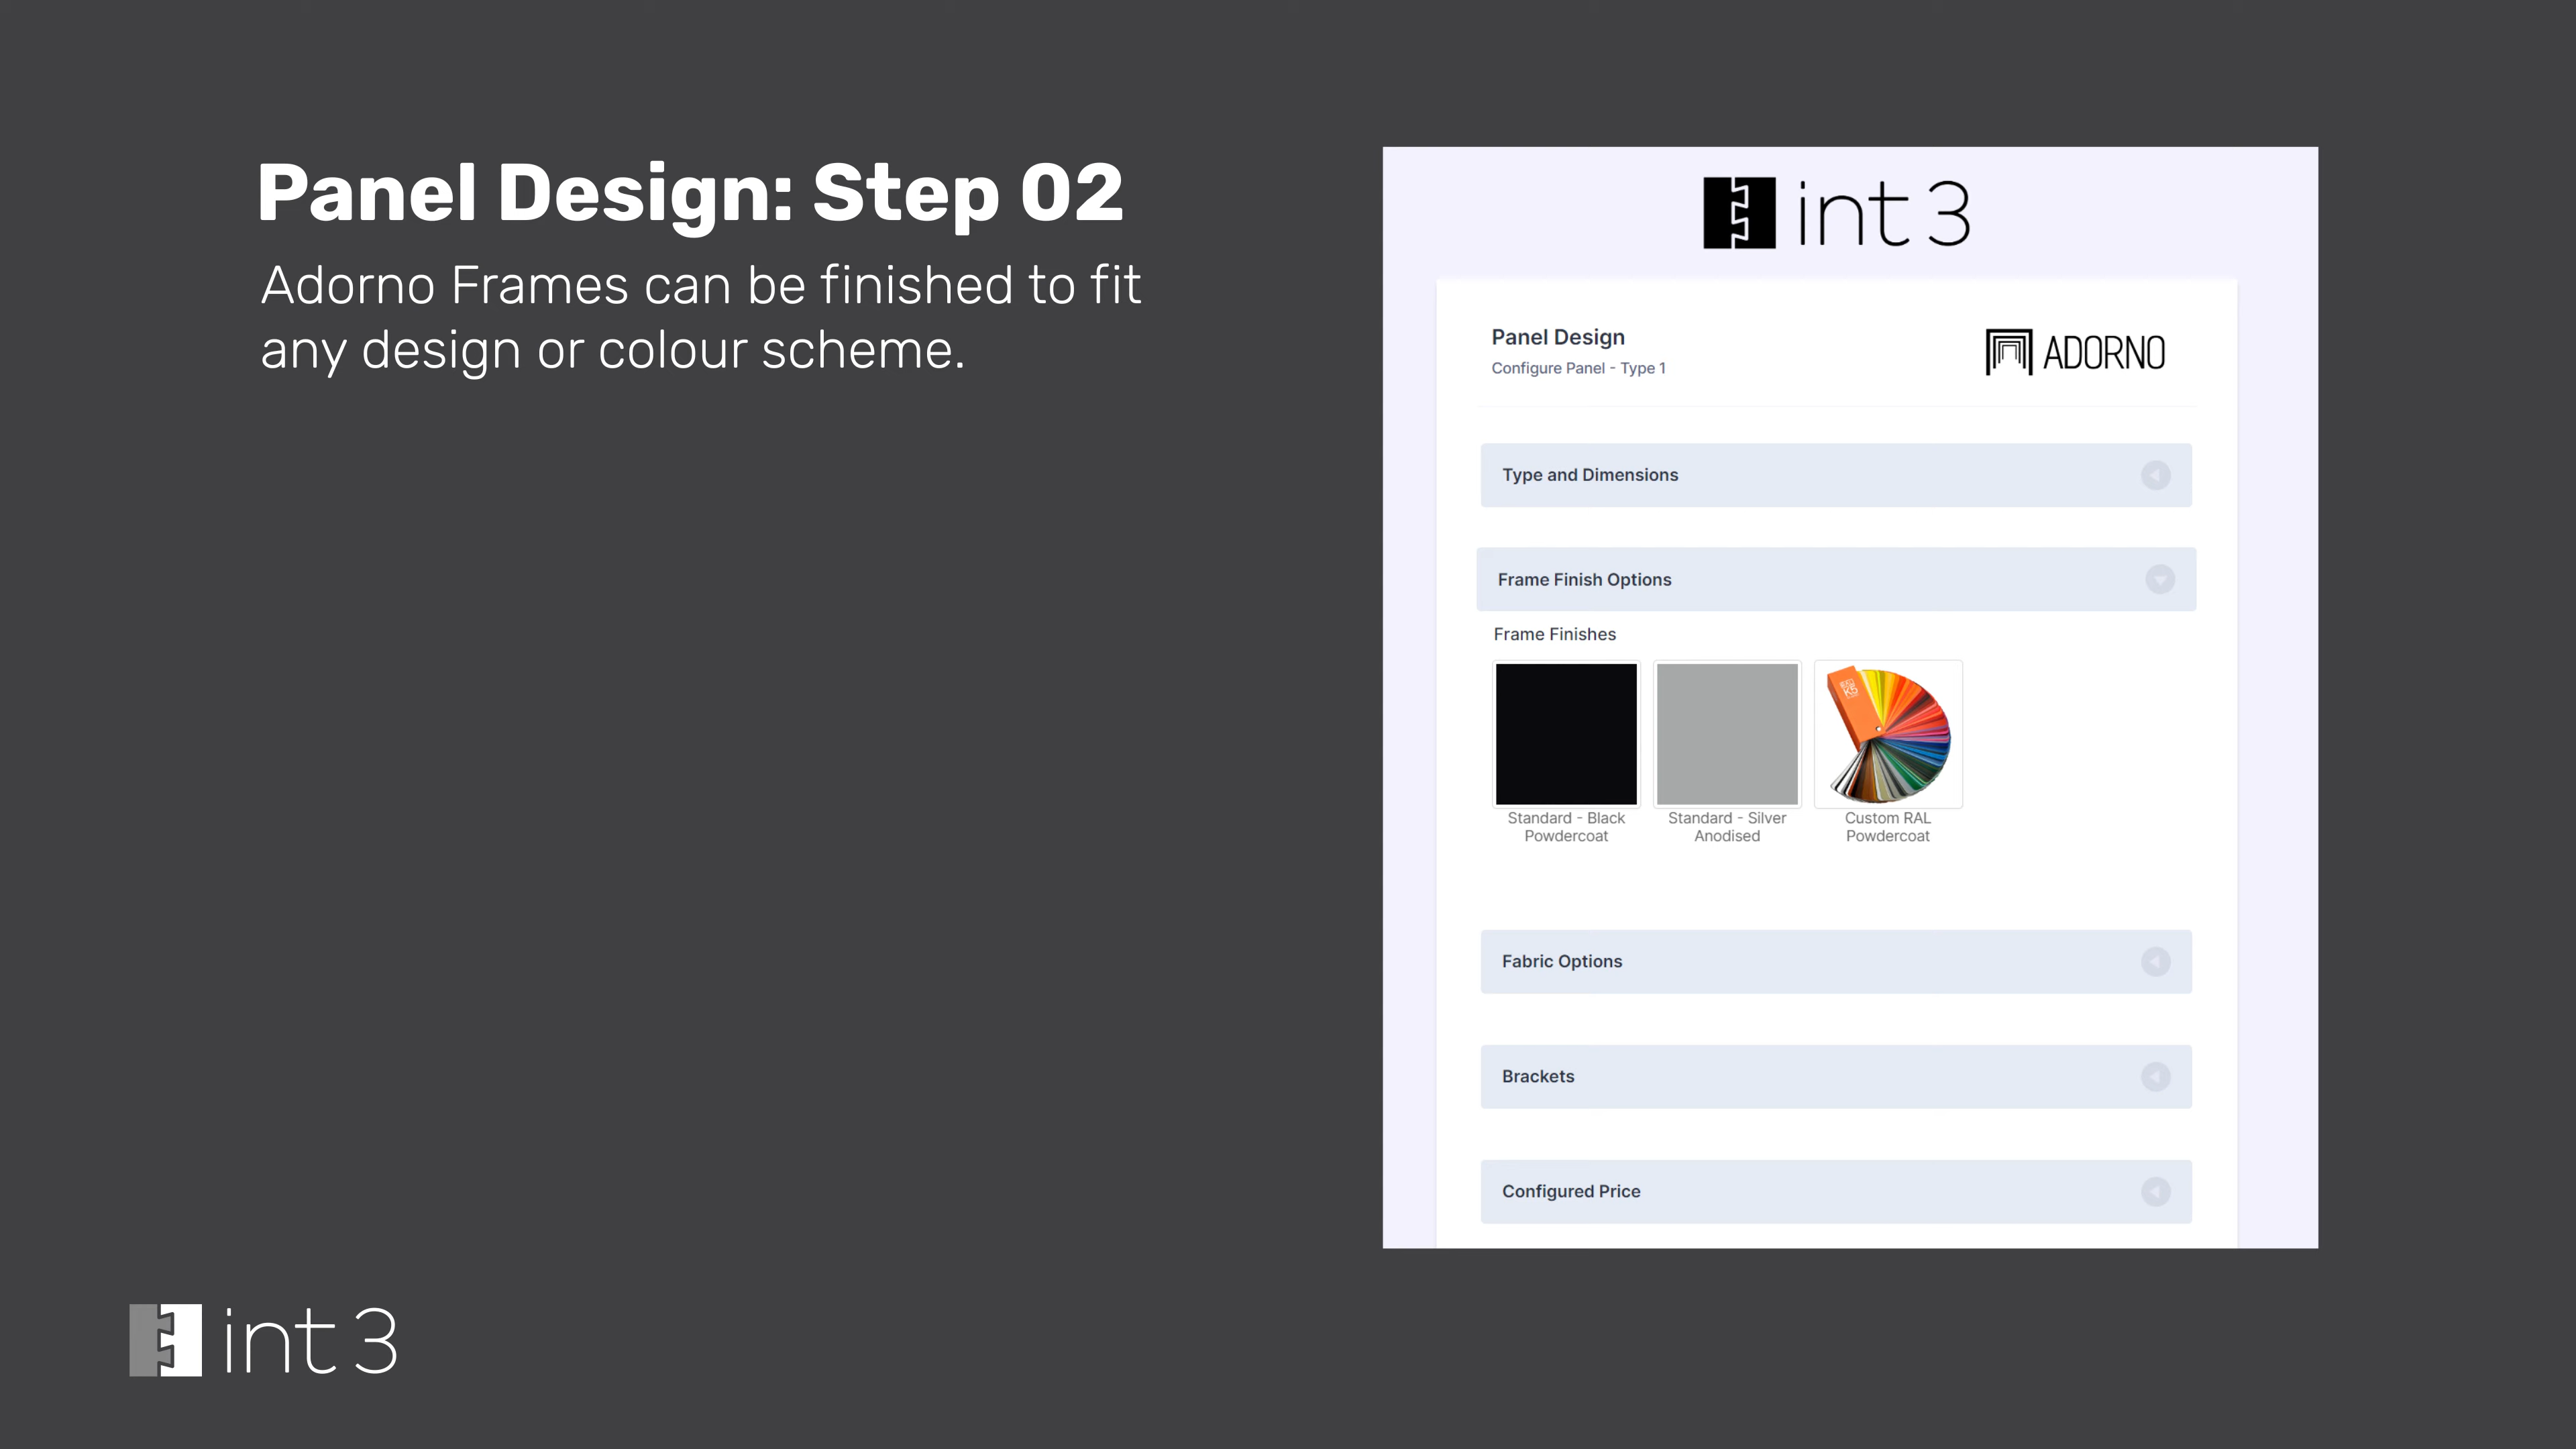 Panel Design: Step 02
Adorno Frames can be finished to fit
any design or colour scheme.
int 3
Panel Design
Configure Panel - Type 1
ADORNO
Type and Dimensions
Frame Finish Options
Frame Finishes
K5
Standard - Black
Powdercoat
Standard - Silver
Anodised
Custom RAL
Powdercoat
Fabric Options
Brackets
Configured Price
int 3